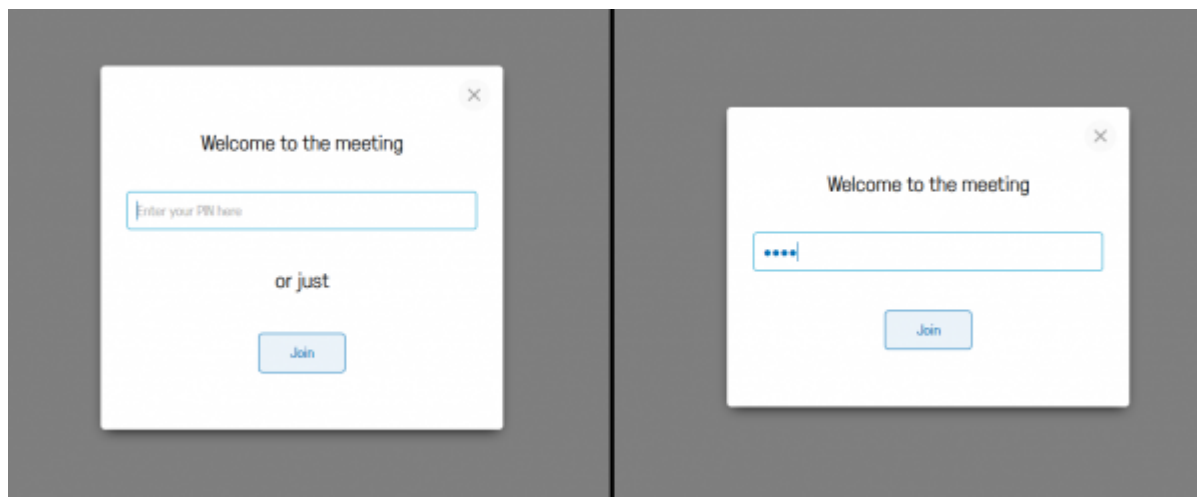 Welcome to the meeting
Enter your PIN here
or just
Join
Welcome to the meeting
••••
Join